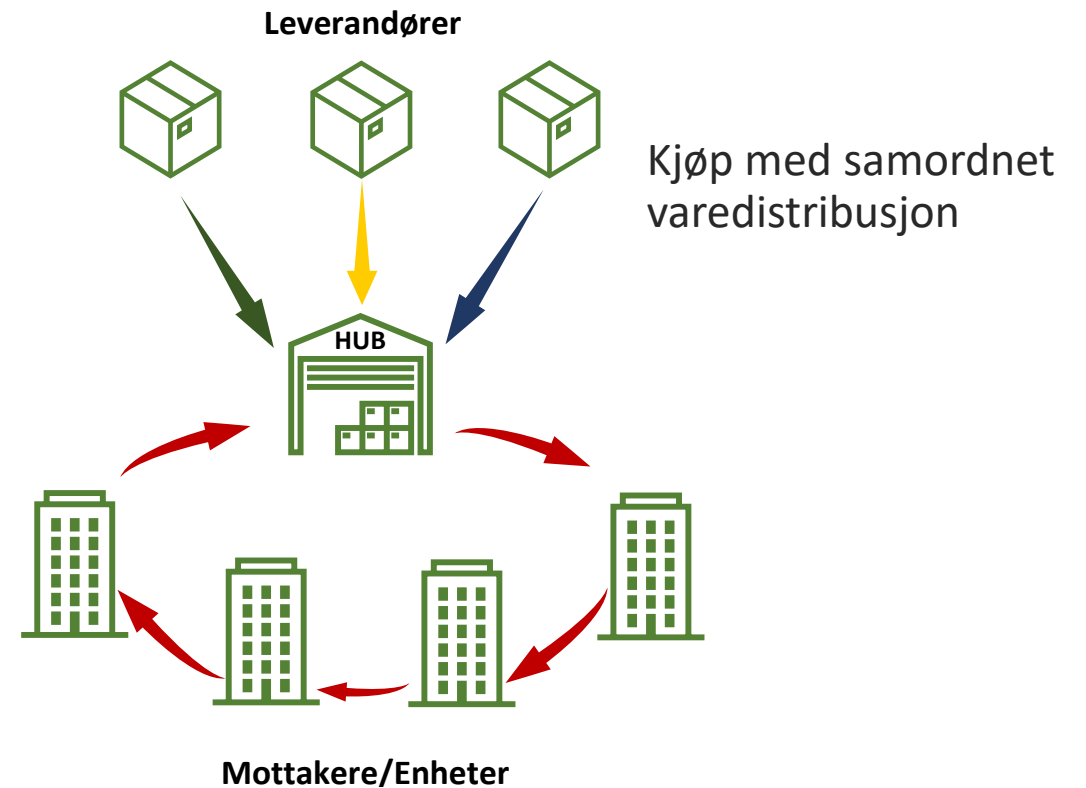 Leverandører
Kjøp med samordnet
varedistribusjon
HUB
Mottakere/Enheter